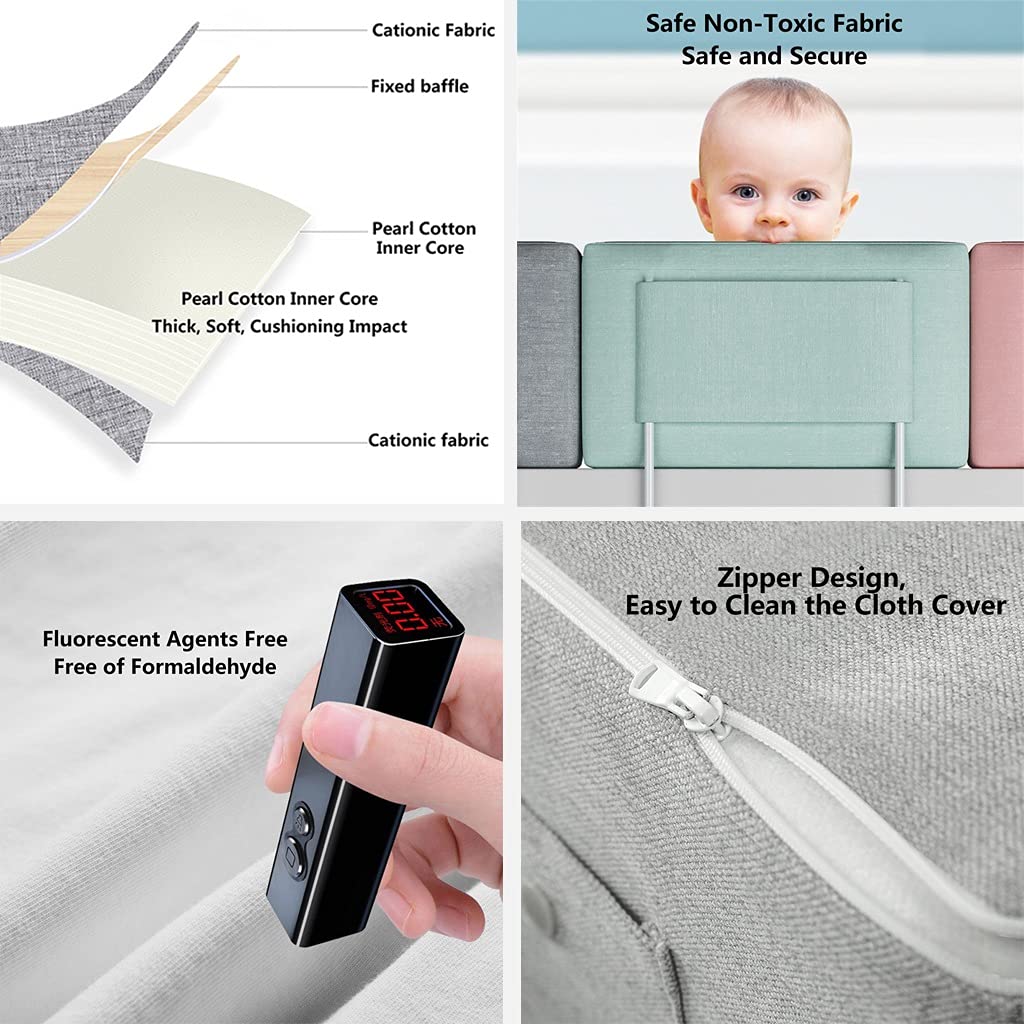 Cationic Fabric
Fixed baffle
Pearl Cotton
Inner Core
Pearl Cotton Inner Core
Thick, Soft, Cushioning Impact
Cationic fabric
Safe Non-Toxic Fabric
Safe and Secure
Fluorescent Agents Free
Free of Formaldehyde
0.00
Zipper Design,
Easy to Clean the Cloth Cover